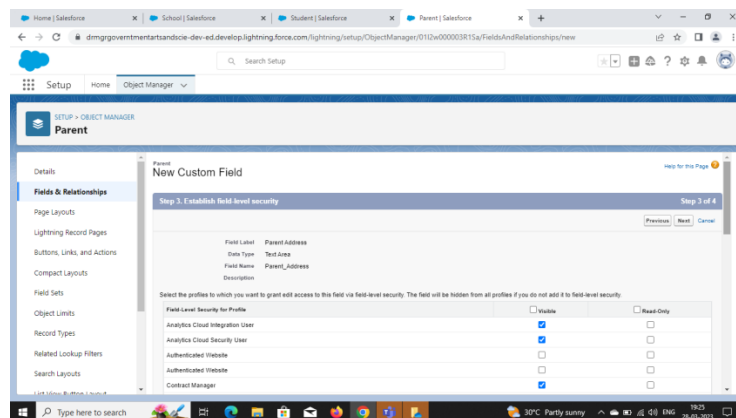 Home | Salesforce
School | Salesforce
Student | Salesforce
Parent | Salesforce
drmgrgoverntmentartsandscie-dev-ed.develop.lightning.force.com/lightning/setup/ObjectManager/01I2w000003R1Sa/FieldsAndRelationships/new
Search Setup
Setup
Home
Object Manager
SETUP > OBJECT MANAGER
Parent
Details
Fields & Relationships
Page Layouts
Lightning Record Pages
Buttons, Links, and Actions
Compact Layouts
Field Sets
Object Limits
Record Types
Related Lookup Filters
Search Layouts
List View Button Layout
Parent
New Custom Field
Help for this Page
Step 3. Establish field-level security
Step 3 of 4
Previous Next Cancel
Field Label Parent Address
Data Type Text Area
Field Name Parent_Address
Description
Select the profiles to which you want to grant edit access to this field via field-level security. The field will be hidden from all profiles if you do not add it to field-level security.
Field-Level Security for Profile Visible Read-Only
Analytics Cloud Integration User
Analytics Cloud Security User
Authenticated Website
Authenticated Website
Contract Manager
Type here to search
30°C Partly sunny
ENG
19:25
26-03-2023